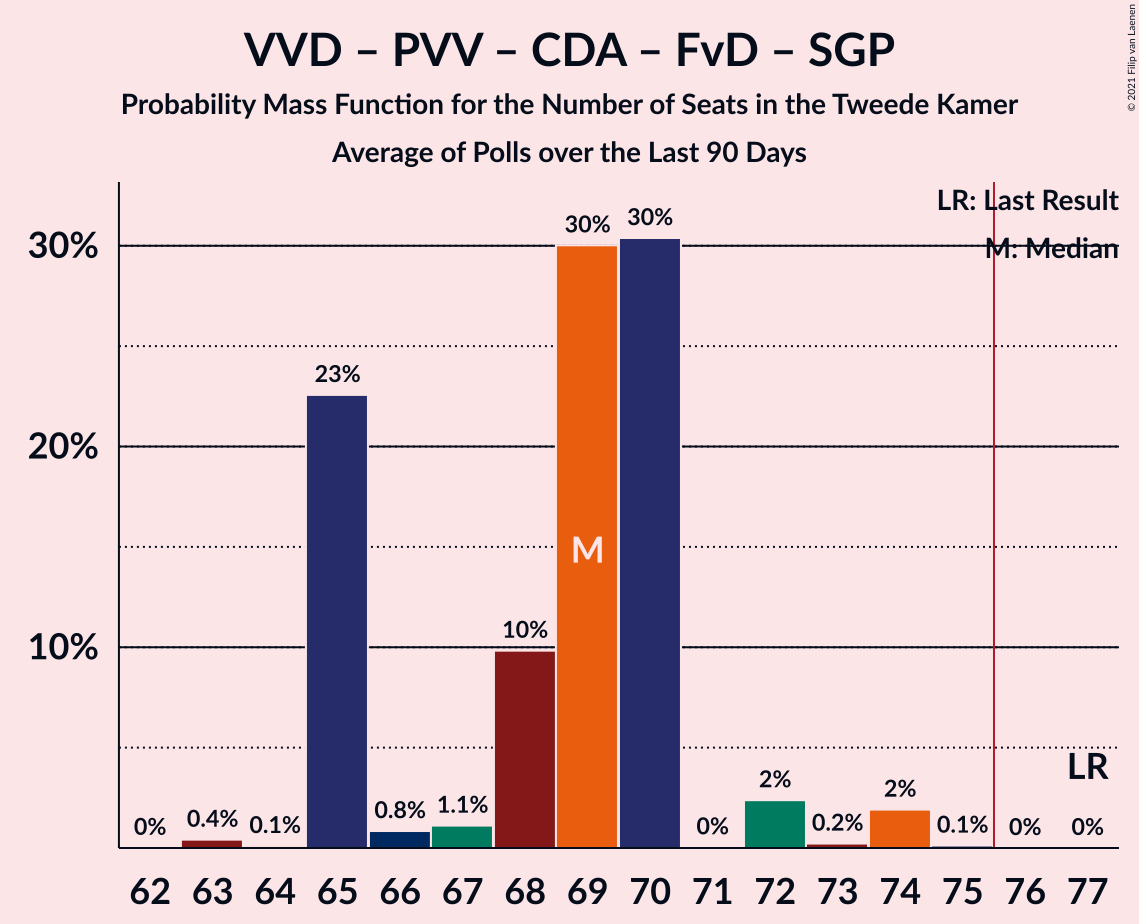 VVD – PVV – CDA – FvD – SGP
Probability Mass Function for the Number of Seats in the Tweede Kamer
Average of Polls over the Last 90 Days
© 2021 Filip van Laenen
LR: Last Result
M: Median
30%
20%
10%
0%
0.4%
0.1%
23%
0.8%
1.1%
10%
30%
30%
0%
2%
0.2%
2%
0.1%
0%
0%
M
LR
62 63 64 65 66 67 68 69 70 71 72 73 74 75 76 77